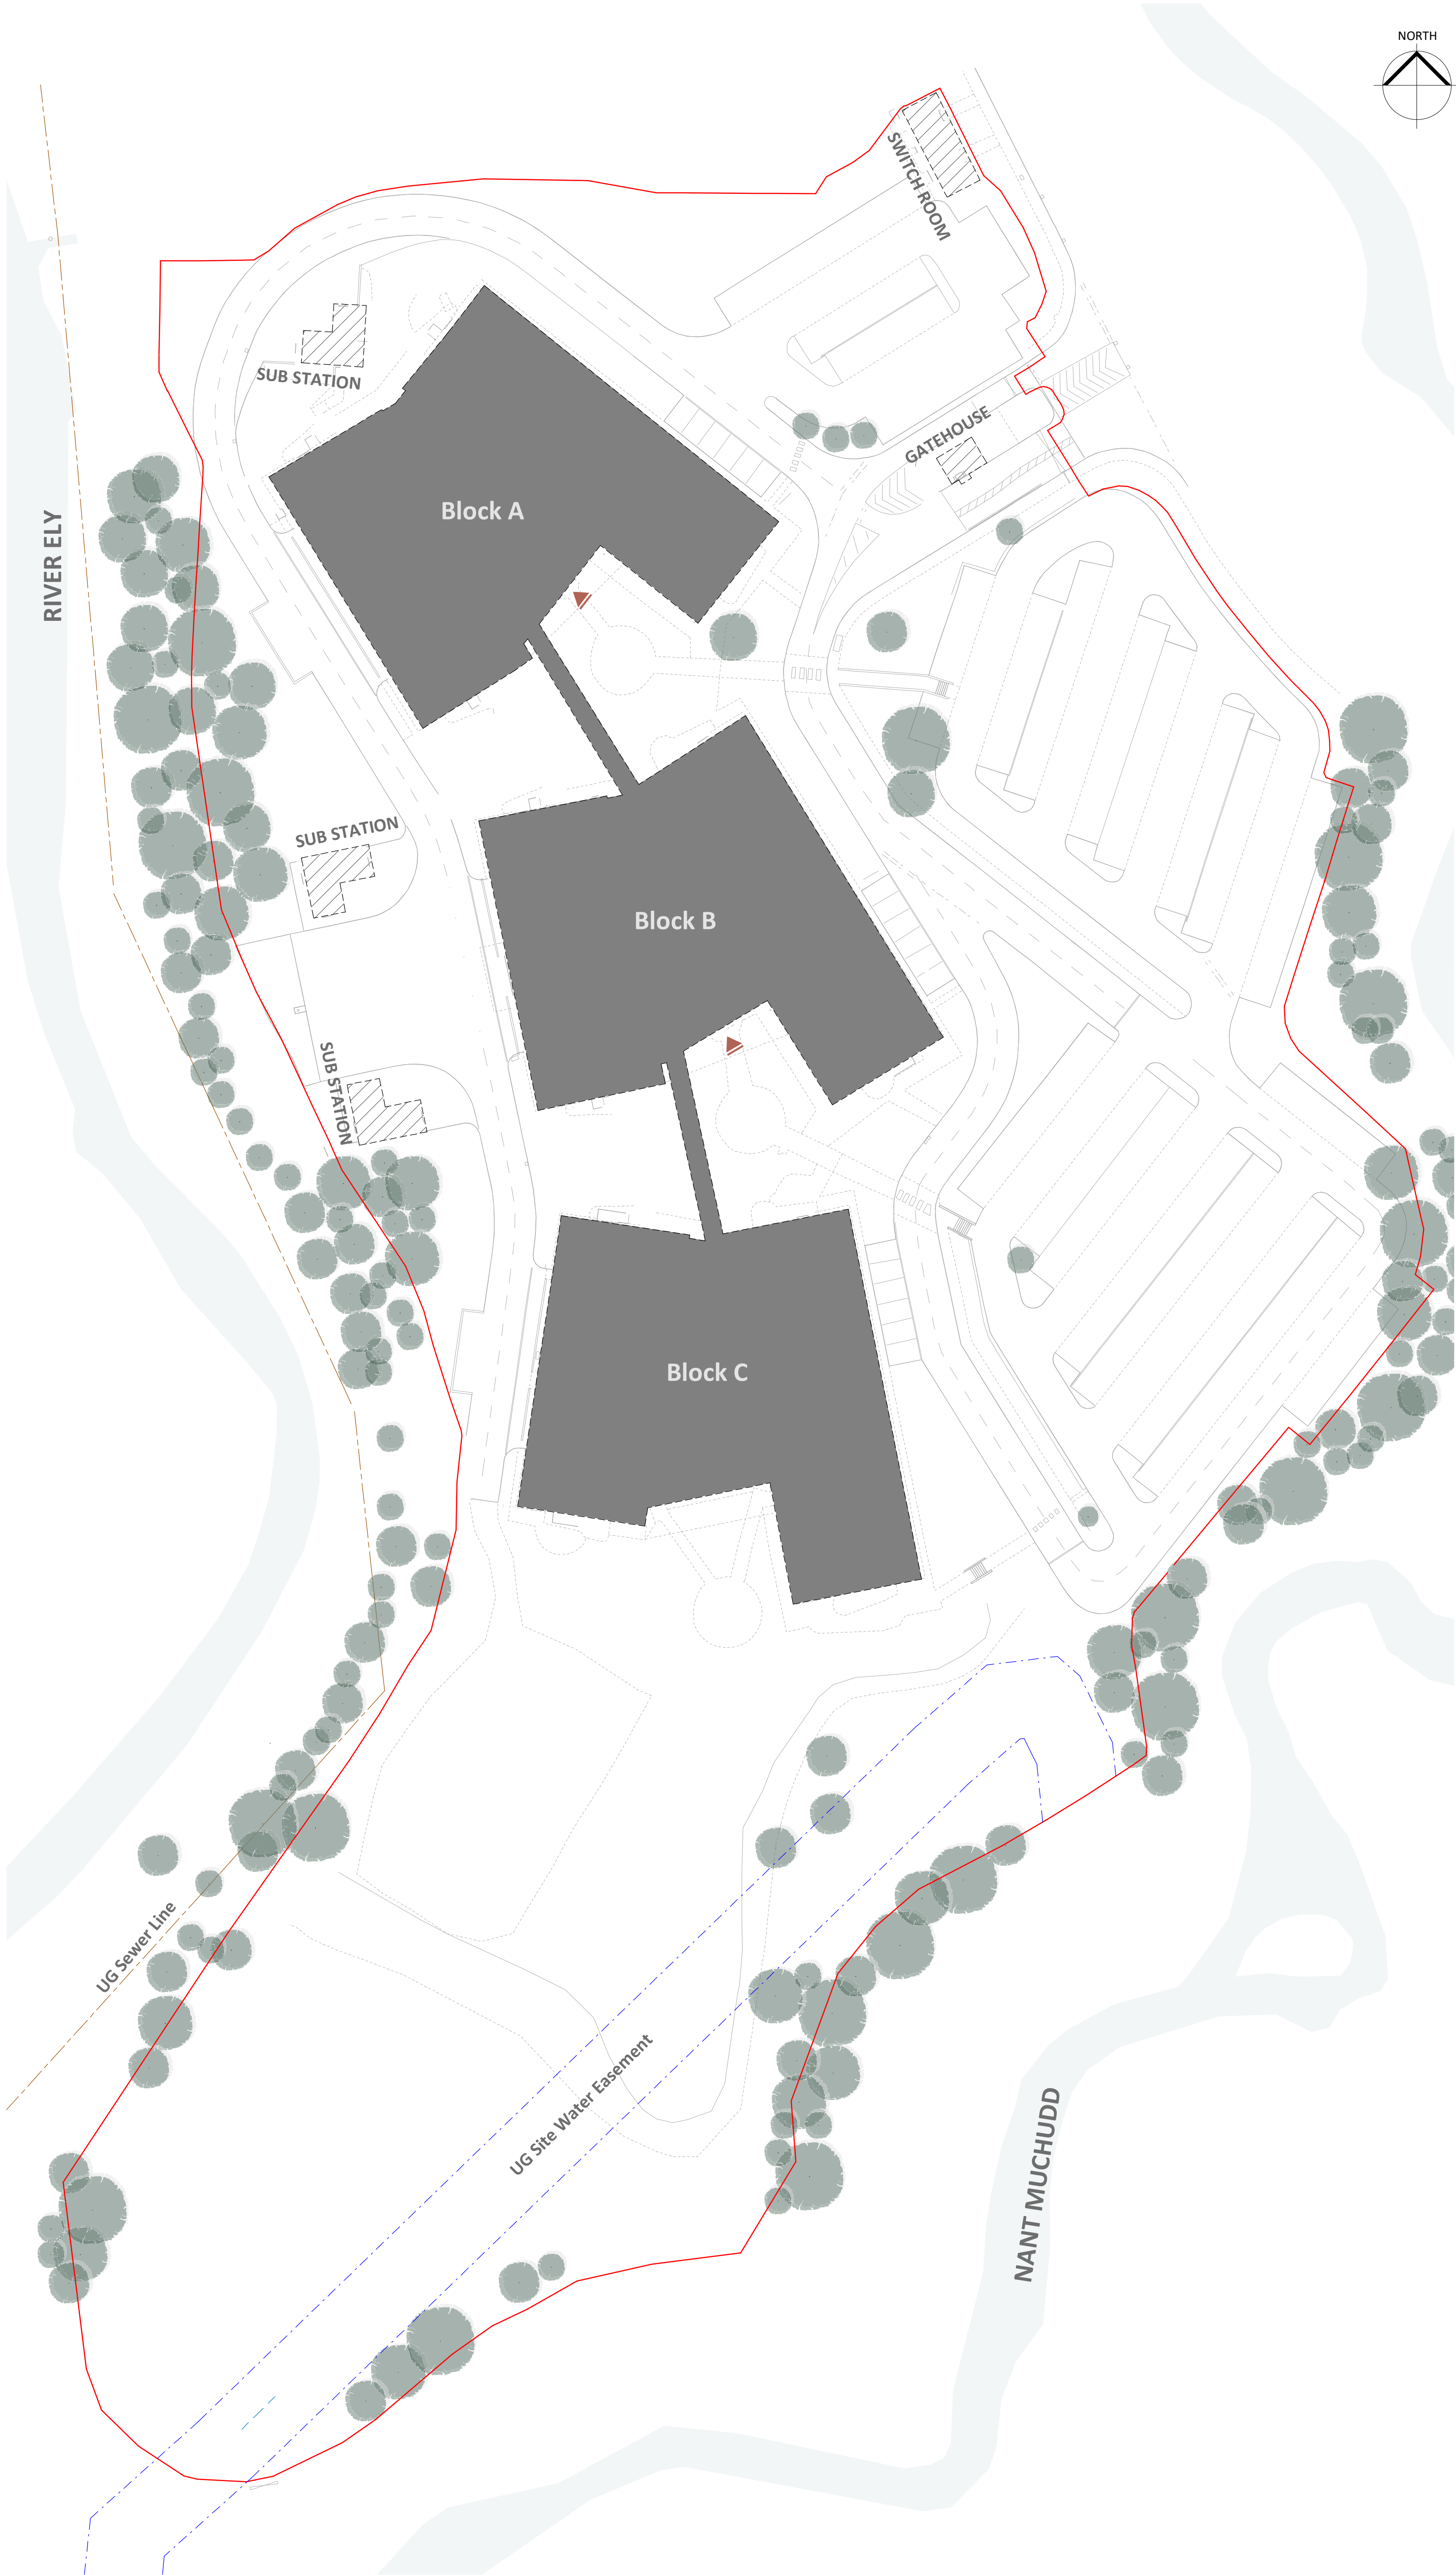 NORTH
SWITCH ROOM
SUB STATION
GATEHOUSE
Block A
RIVER ELY
SUB STATION
Block B
SUB STATION
Block C
UG Sewer Line
UG Site Water Easement
NANT MUCHUDD